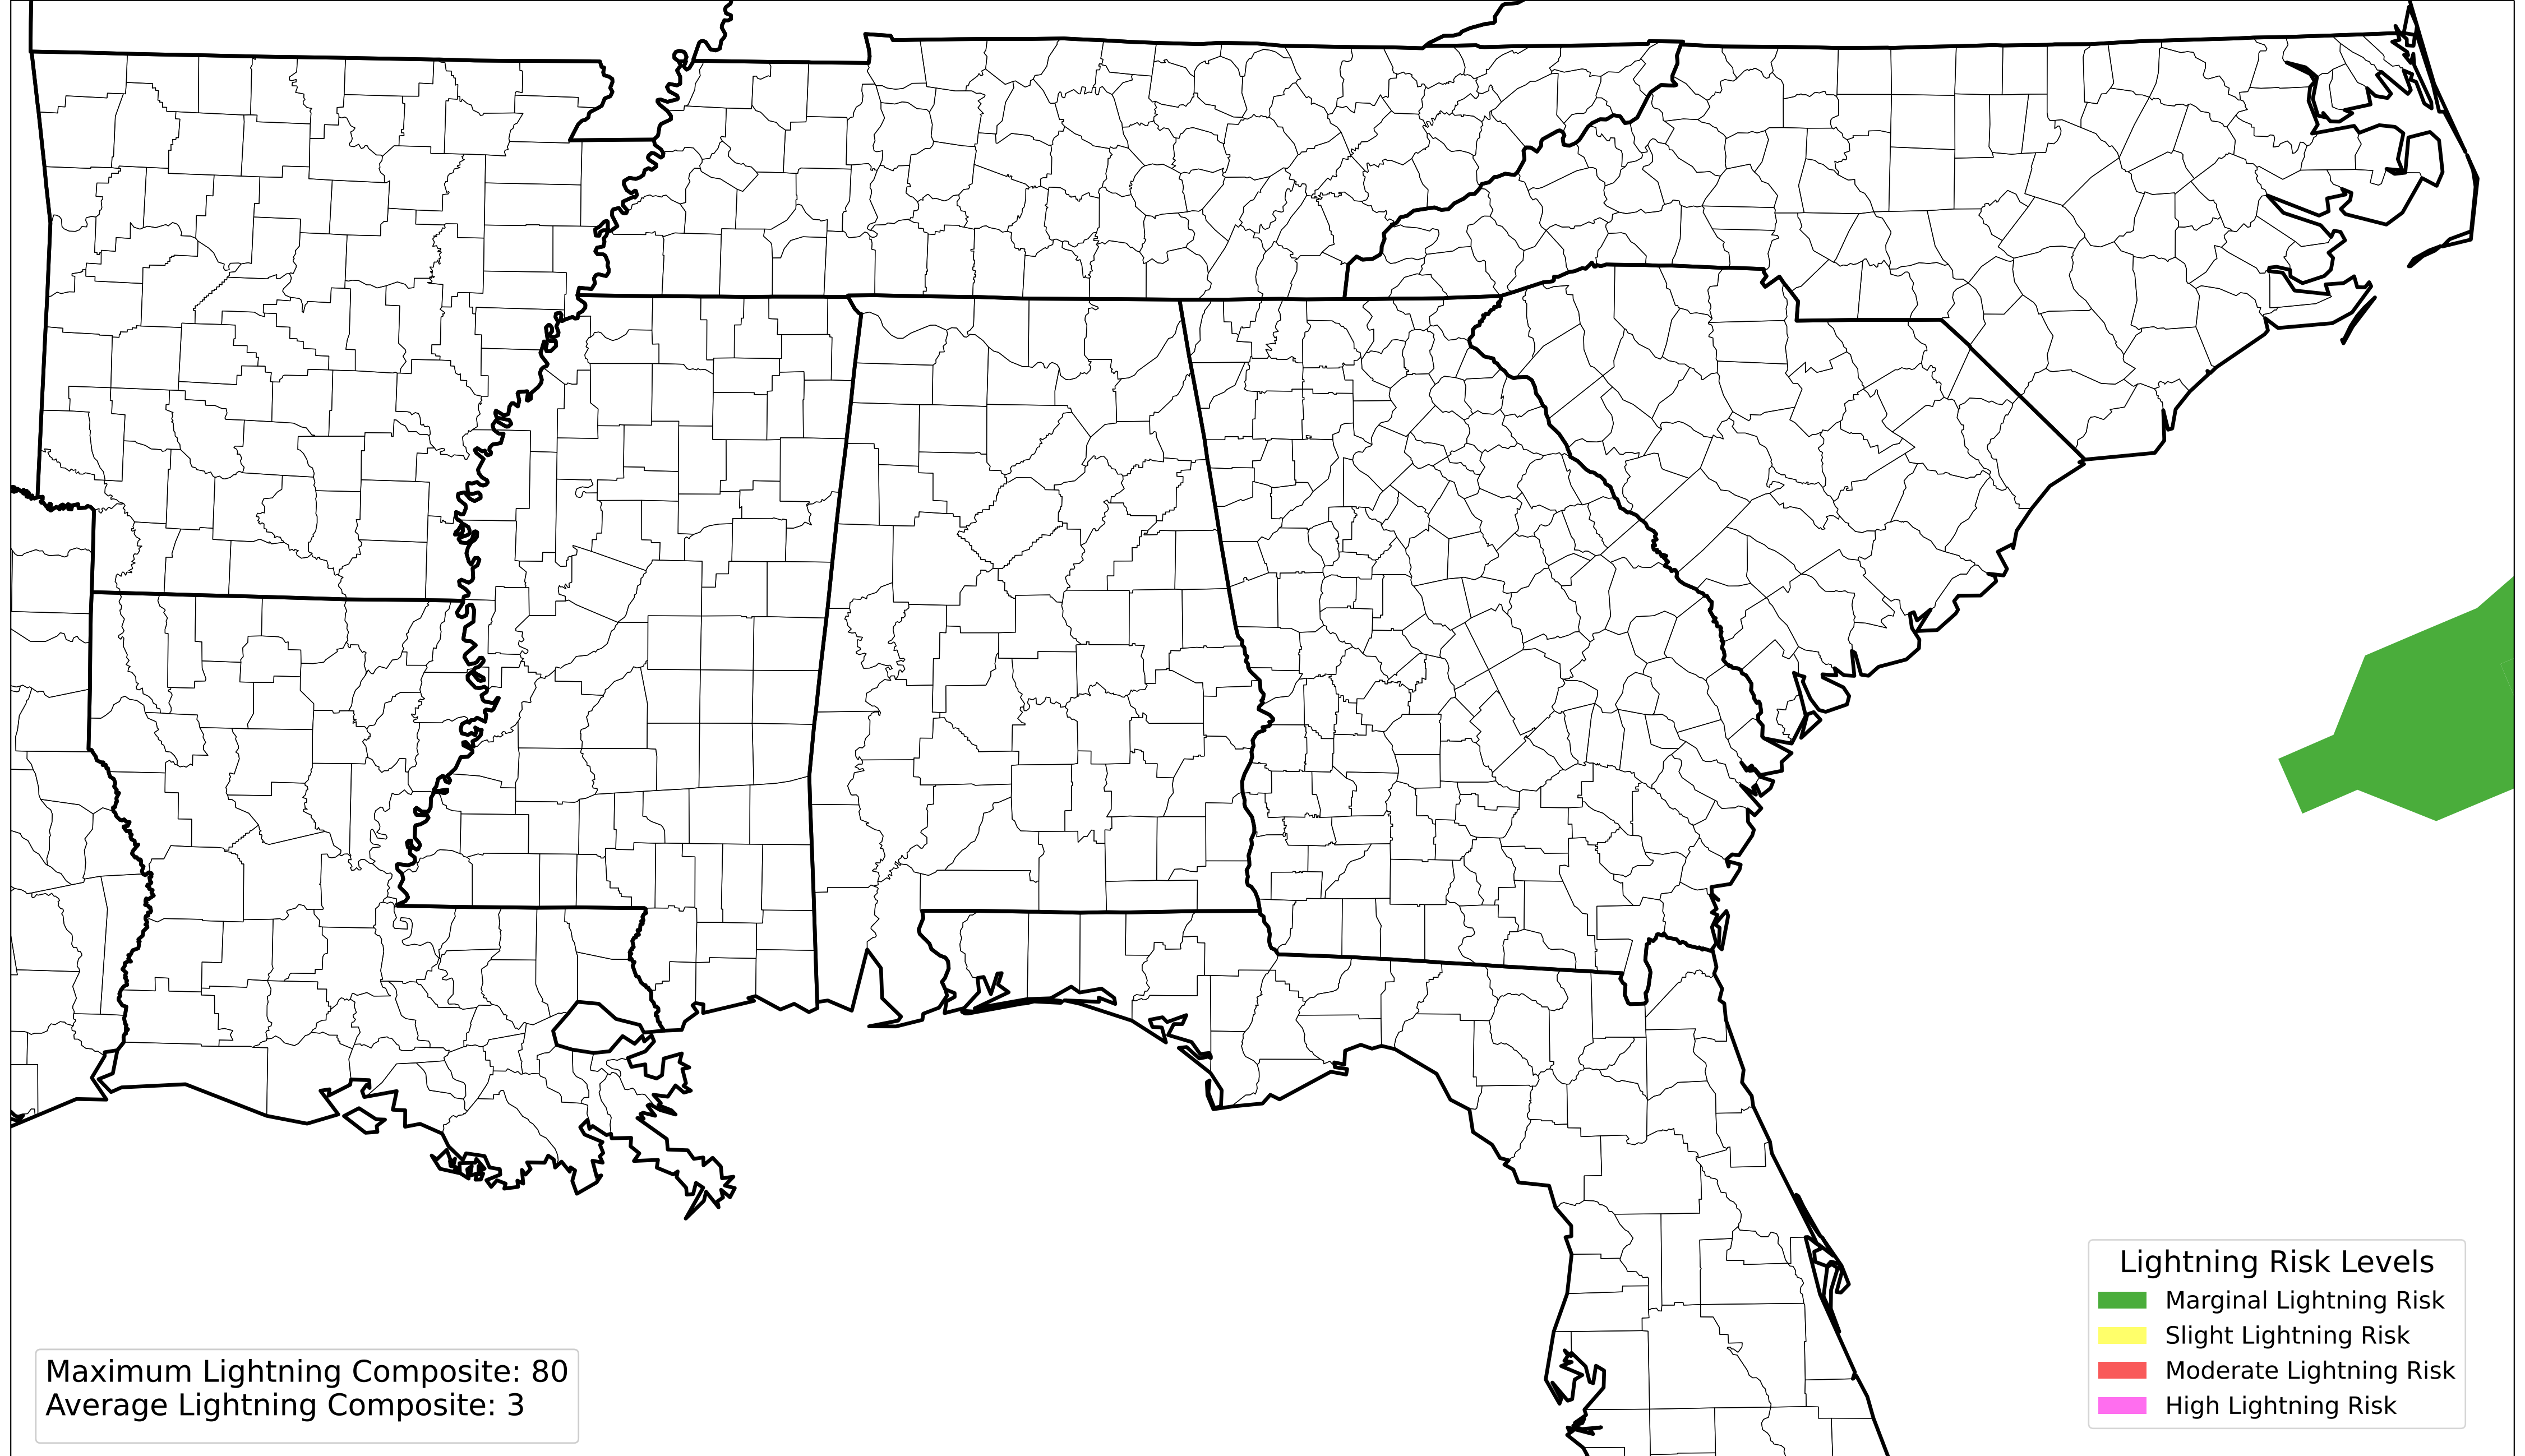 Lightning Risk Levels
Marginal Lightning Risk
Slight Lightning Risk
Moderate Lightning Risk
High Lightning Risk
Maximum Lightning Composite: 80
Average Lightning Composite: 3